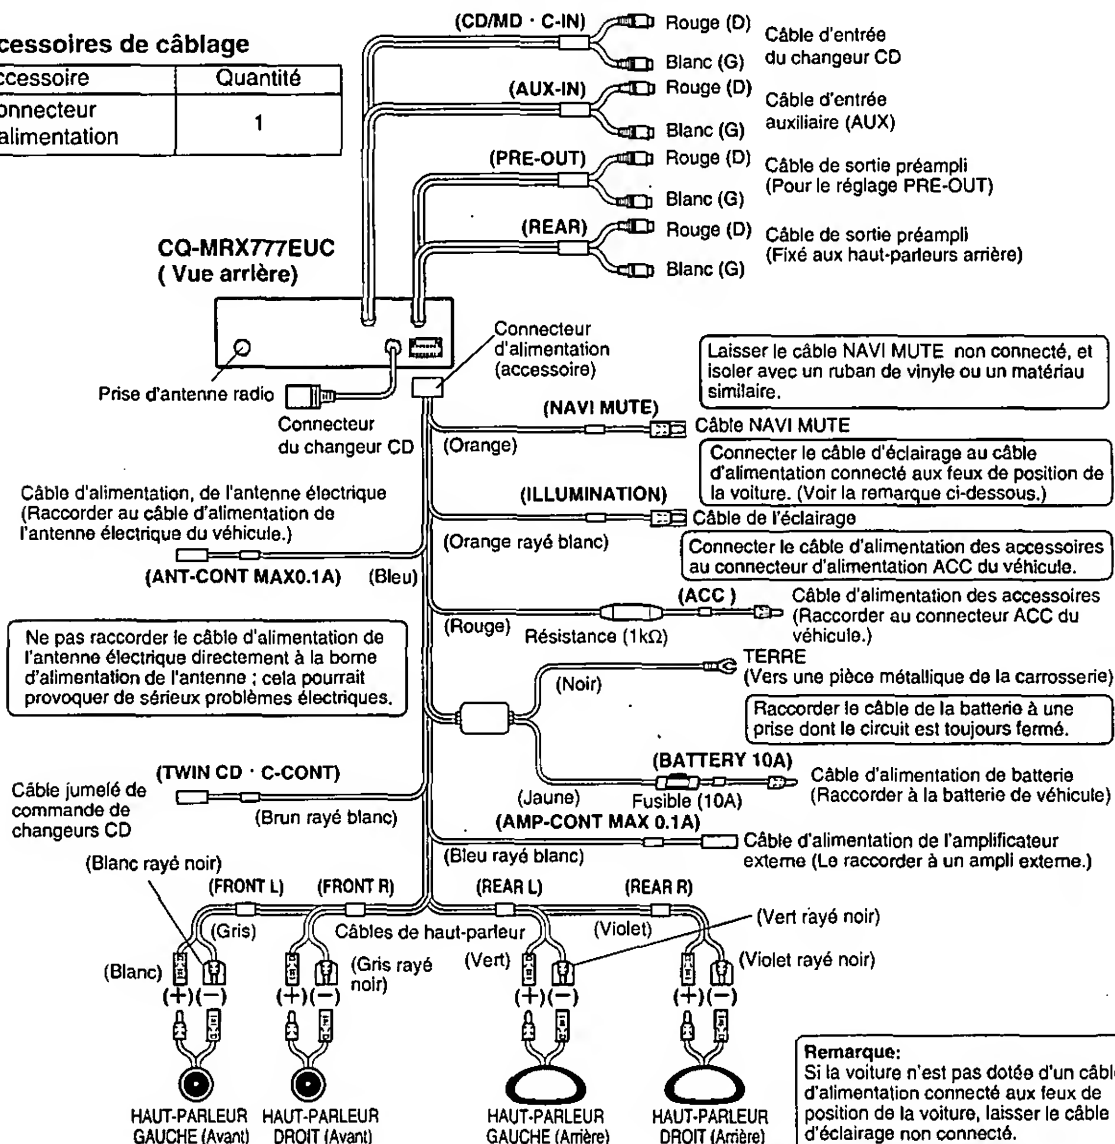 cessoires de câblage
ccessoire Quantité
onnecteur
alimentation
1
(CD/MD · C-IN)
Rouge (D)
Blanc (G)
Câble d'entrée
du changeur CD
(AUX-IN)
Rouge (D)
Blanc (G)
Câble d'entrée
auxiliaire (AUX)
(PRE-OUT)
Rouge (D)
Blanc (G)
Câble de sortie préampli
(Pour le réglage PRE-OUT)
(REAR)
Rouge (D)
Blanc (G)
Câble de sortie préampli
(Fixé aux haut-parleurs arrière)
CQ-MRX777EUC
( Vue arrière)
Prise d'antenne radio
Connecteur
du changeur CD
Connecteur
d'alimentation
(accessoire)
Laisser le câble NAVI MUTE non connecté, et
isoler avec un ruban de vinyle ou un matériau
similaire.
(NAVI MUTE)
(Orange)
Câble NAVI MUTE
Connecter le câble d'éclairage au câble
d'alimentation connecté aux feux de position de
la voiture. (Voir la remarque ci-dessous.)
(ILLUMINATION)
(Orange rayé blanc)
Câble de l'éclairage
Câble d'alimentation, de l'antenne électrique
(Raccorder au câble d'alimentation de
l'antenne électrique du véhicule.)
(ANT-CONT MAX0.1A)
(Bleu)
Connecter le câble d'alimentation des accessoires
au connecteur d'alimentation ACC du véhicule.
(ACC )
(Rouge)
Résistance (1kΩ)
Câble d'alimentation des accessoires
(Raccorder au connecteur ACC du
véhicule.)
Ne pas raccorder le câble d'alimentation de
l'antenne électrique directement à la borne
d'alimentation de l'antenne ; cela pourrait
provoquer de sérieux problèmes électriques.
(Noir)
TERRE
(Vers une pièce métallique de la carrosserie)
Raccorder le câble de la batterie à une
prise dont le circuit est toujours fermé.
(BATTERY 10A)
(Jaune)
Fusible (10A)
Câble d'alimentation de batterie
(Raccorder à la batterie de véhicule)
(TWIN CD · C-CONT)
Câble jumelé de
commande de
changeurs CD
(Brun rayé blanc)
(AMP-CONT MAX 0.1A)
(Bleu rayé blanc)
Câble d'alimentation de l'amplificateur
externe (Le raccorder à un ampli externe.)
(Blanc rayé noir)
(FRONT L) (FRONT R) (REAR L) (REAR R)
(Gris)
Câbles de haut-parleur
(Violet)
(Vert rayé noir)
(Blanc)
(Gris rayé
noir)
(Vert)
(Violet rayé noir)
(+) (−) (+) (−) (+) (−) (+) (−)
HAUT-PARLEUR
GAUCHE (Avant)
HAUT-PARLEUR
DROIT (Avant)
HAUT-PARLEUR
GAUCHE (Arrière)
HAUT-PARLEUR
DROIT (Arrière)
Remarque:
Si la voiture n'est pas dotée d'un câbl
d'alimentation connecté aux feux de
position de la voiture, laisser le câble
d'éclairage non connecté.